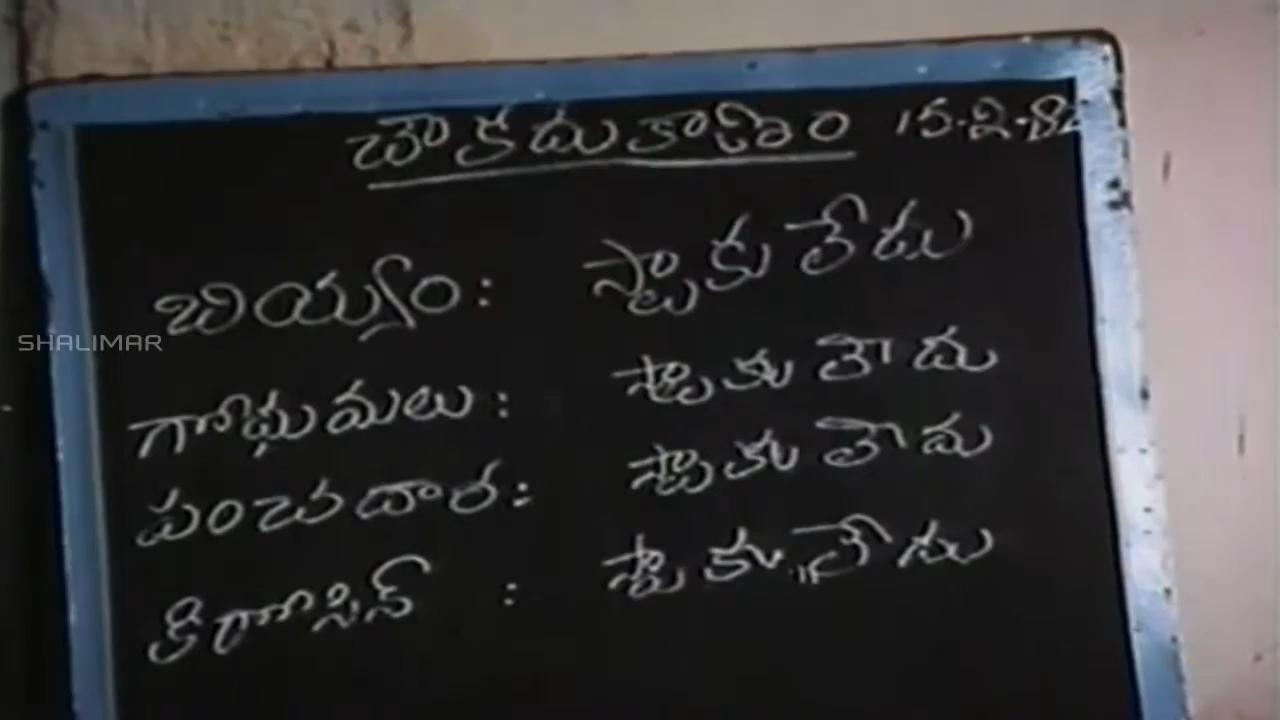 చౌకదుకాణం 15-2-82
బియ్యం: స్టాకు లేదు
SHALIMAR
గోధుమలు: స్టాకు లేదు
పంచదార: స్టాకు లేదు
కిరోసిన్ : స్టాకు లేదు